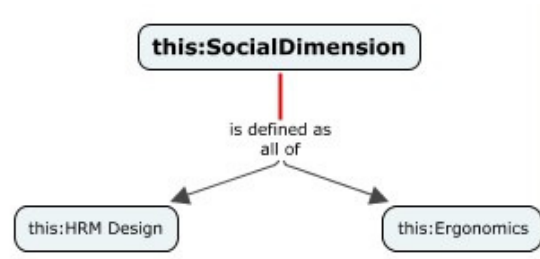 this:SocialDimension
is defined as
all of
this:HRM Design
this:Ergonomics